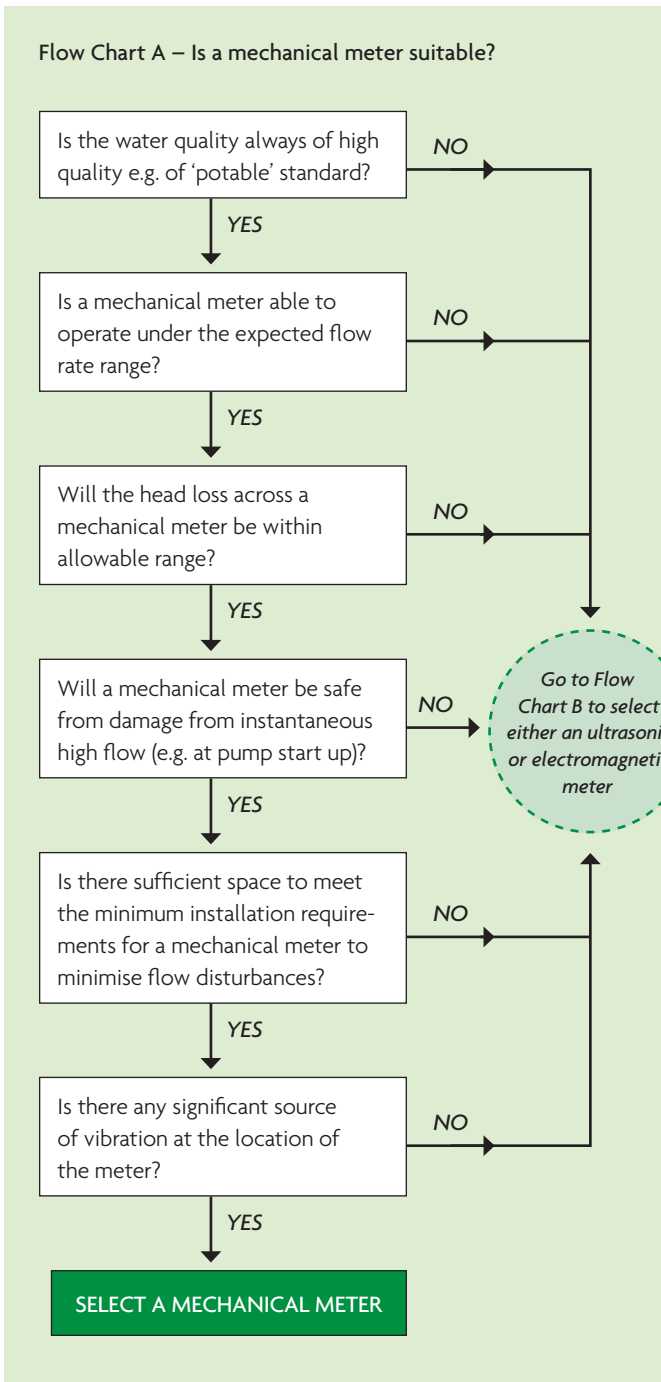 Flow Chart A – Is a mechanical meter suitable?
Is the water quality always of high
quality e.g. of ‘potable’ standard?
NO
YES
Is a mechanical meter able to
operate under the expected flow
rate range?
NO
YES
Will the head loss across a
mechanical meter be within
allowable range?
NO
YES
Will a mechanical meter be safe
from damage from instantaneous
high flow (e.g. at pump start up)?
NO
Go to Flow
Chart B to select
either an ultrasoni
or electromagneti
meter
YES
Is there sufficient space to meet
the minimum installation require-
ments for a mechanical meter to
minimise flow disturbances?
NO
YES
Is there any significant source
of vibration at the location of
the meter?
NO
YES
SELECT A MECHANICAL METER